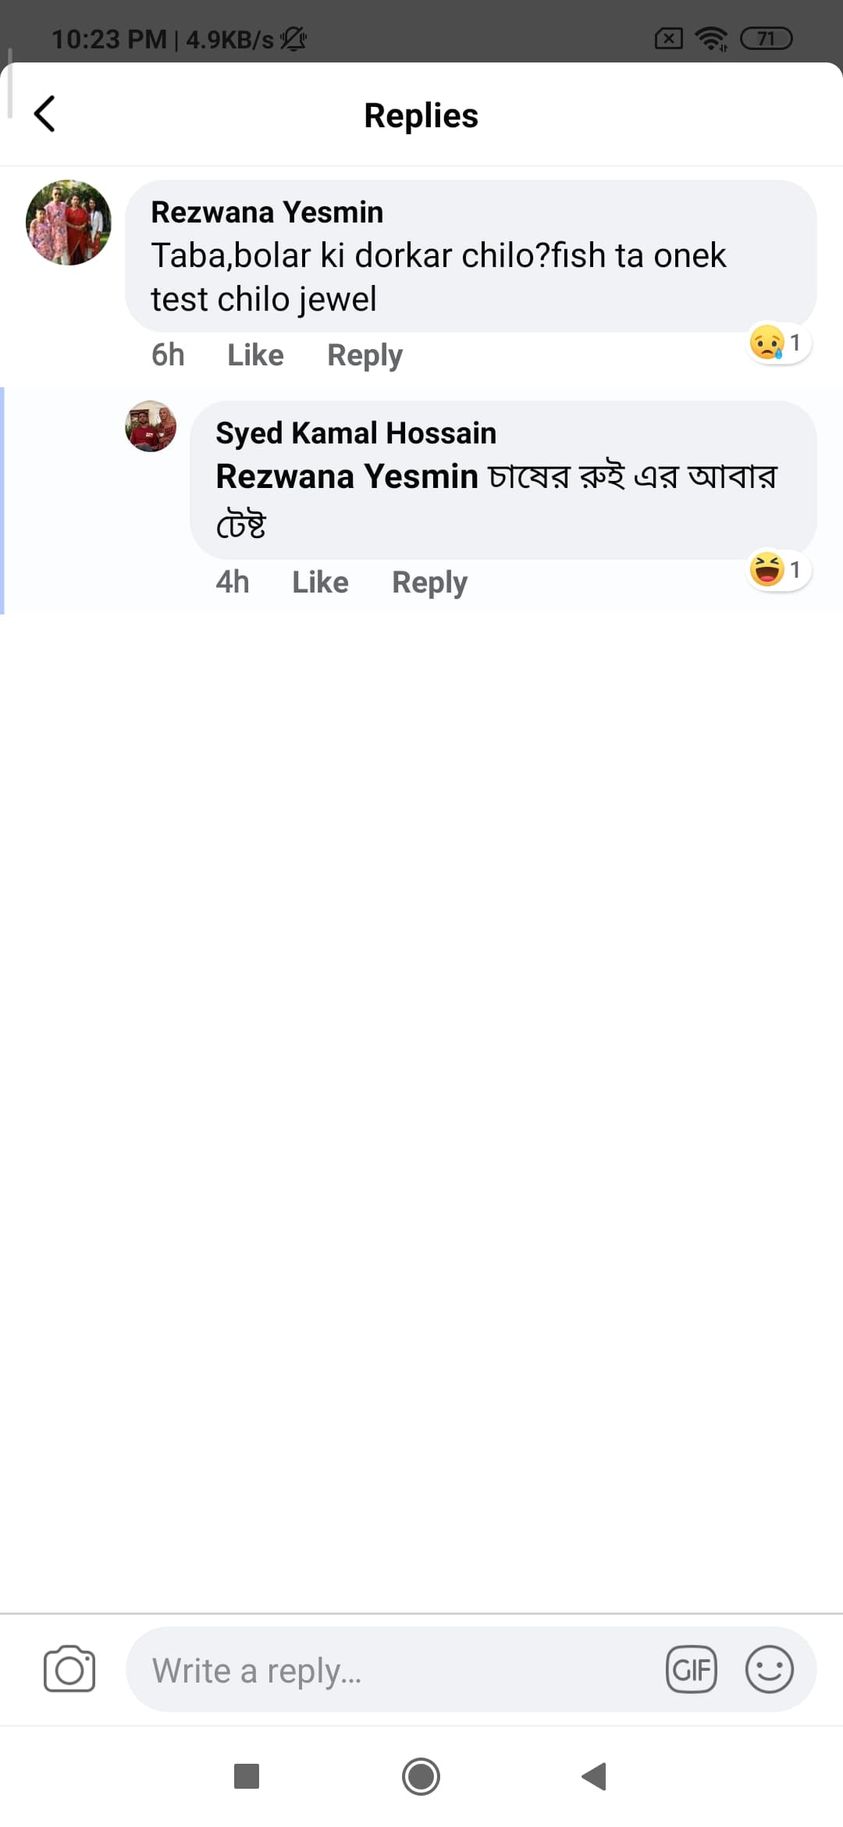 10:23 PM | 4.9KB/s
71
Replies
Rezwana Yesmin
Taba,bolar ki dorkar chilo?fish ta onek
test chilo jewel
6h Like Reply
1
Syed Kamal Hossain
Rezwana Yesmin চাষের রুই এর আবার
টেষ্ট
4h Like Reply
1
Write a reply...
GIF